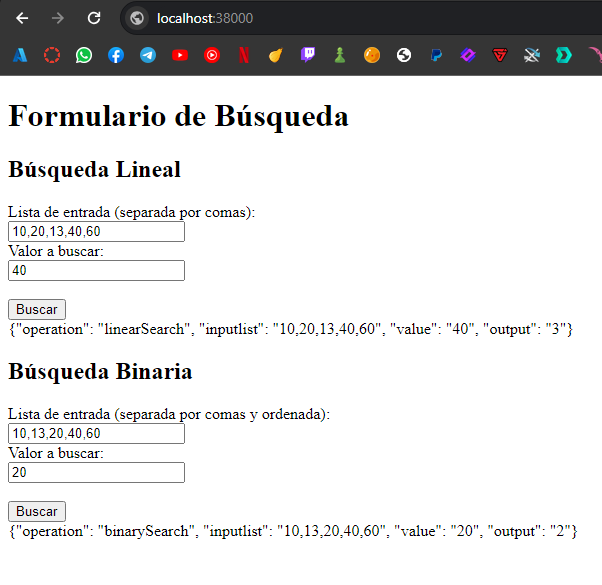 localhost:38000
Formulario de Búsqueda
Búsqueda Lineal
Lista de entrada (separada por comas):
10,20,13,40,60
Valor a buscar:
40
Buscar
{"operation": "linearSearch", "inputlist": "10,20,13,40,60", "value": "40", "output": "3"}
Búsqueda Binaria
Lista de entrada (separada por comas y ordenada):
10,13,20,40,60
Valor a buscar:
20
Buscar
{"operation": "binarySearch", "inputlist": "10,13,20,40,60", "value": "20", "output": "2"}